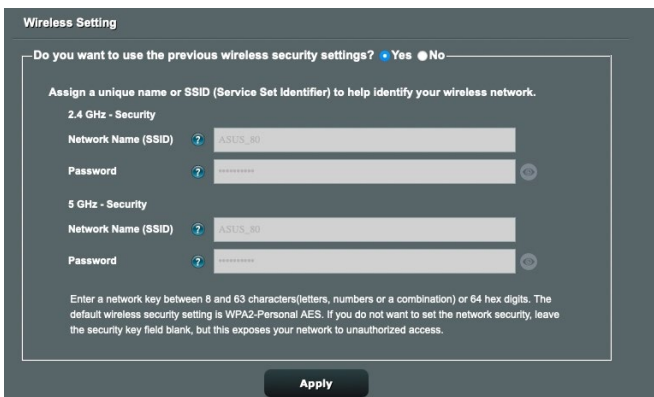 Wireless Setting
Do you want to use the previous wireless security settings? Yes No
Assign a unique name or SSID (Service Set Identifier) to help identify your wireless network.
2.4 GHz - Security
Network Name (SSID) ? ASUS_80
Password ? ••••••••••
5 GHz - Security
Network Name (SSID) ? ASUS_80
Password ? ••••••••••
Enter a network key between 8 and 63 characters(letters, numbers or a combination) or 64 hex digits. The
default wireless security setting is WPA2-Personal AES. If you do not want to set the network security, leave
the security key field blank, but this exposes your network to unauthorized access.
Apply